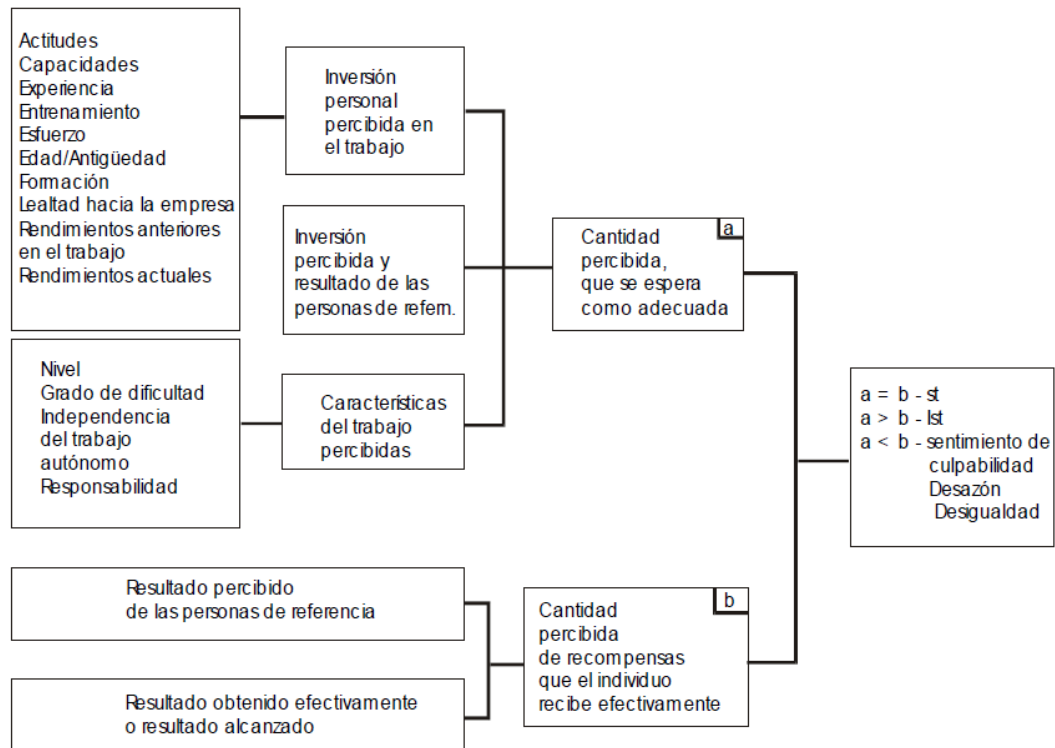 Actitudes
Capacidades
Experiencia
Entrenamiento
Esfuerzo
Edad/Antigüedad
Formación
Lealtad hacia la empresa
Rendimientos anteriores
en el trabajo
Rendimientos actuales
Inversión
personal
percibida en
el trabajo
Inversión
percibida y
resultado de las
personas de refern.
Nivel
Grado de dificultad
Independencia
del trabajo
autónomo
Responsabilidad
Características
del trabajo
percibidas
a
Cantidad
percibida,
que se espera
como adecuada
Resultado percibido
de las personas de referencia
Resultado obtenido efectivamente
o resultado alcanzado
b
Cantidad
percibida
de recompensas
que el individuo
recibe efectivamente
a = b - st
a > b - Ist
a < b - sentimiento de
culpabilidad
Desazón
Desigualdad